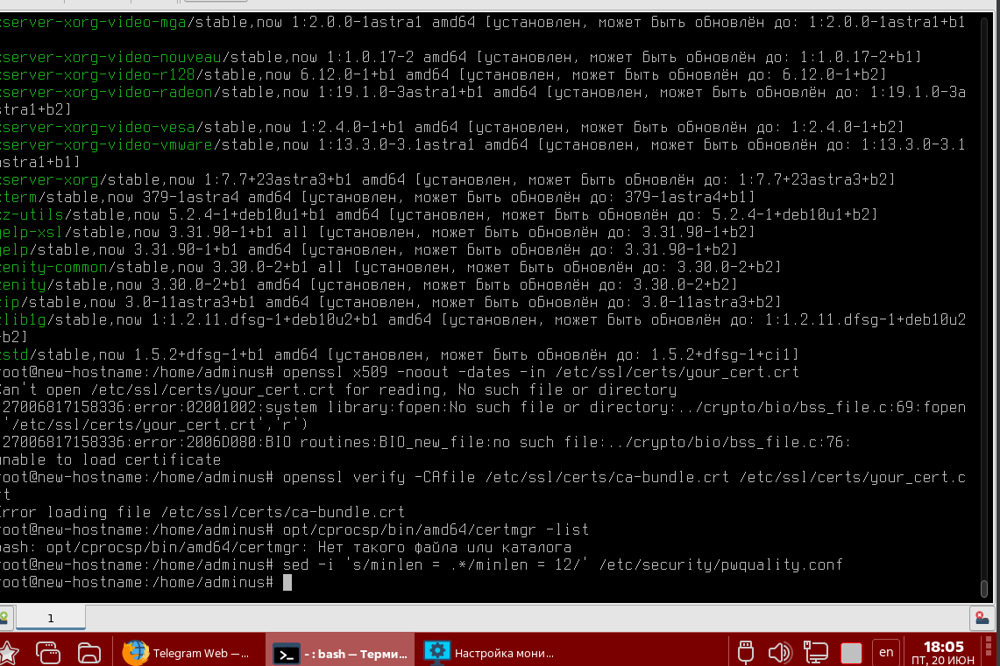 xserver-xorg-video-mga/stable,now 1:2.0.0-1astra1 amd64 [установлен, может быть обновлён до: 1:2.0.0-1astra1+b1
xserver-xorg-video-nouveau/stable,now 1:1.0.17-2 amd64 [установлен, может быть обновлён до: 1:1.0.17-2+b1]
xserver-xorg-video-r128/stable,now 6.12.0-1+b1 amd64 [установлен, может быть обновлён до: 6.12.0-1+b2]
xserver-xorg-video-radeon/stable,now 1:19.1.0-3astra1+b1 amd64 [установлен, может быть обновлён до: 1:19.1.0-3a
stra1+b2]
xserver-xorg-video-vesa/stable,now 1:2.4.0-1+b1 amd64 [установлен, может быть обновлён до: 1:2.4.0-1+b2]
xserver-xorg-video-vmware/stable,now 1:13.3.0-3.1astra1 amd64 [установлен, может быть обновлён до: 1:13.3.0-3.1
astra1+b1]
xserver-xorg/stable,now 1:7.7+23astra3+b1 amd64 [установлен, может быть обновлён до: 1:7.7+23astra3+b2]
xterm/stable,now 379-1astra4 amd64 [установлен, может быть обновлён до: 379-1astra4+b1]
xz-utils/stable,now 5.2.4-1+deb10u1+b1 amd64 [установлен, может быть обновлён до: 5.2.4-1+deb10u1+b2]
yelp-xsl/stable,now 3.31.90-1+b1 all [установлен, может быть обновлён до: 3.31.90-1+b2]
yelp/stable,now 3.31.90-1+b1 amd64 [установлен, может быть обновлён до: 3.31.90-1+b2]
zenity-common/stable,now 3.30.0-2+b1 all [установлен, может быть обновлён до: 3.30.0-2+b2]
zenity/stable,now 3.30.0-2+b1 amd64 [установлен, может быть обновлён до: 3.30.0-2+b2]
zip/stable,now 3.0-11astra3+b1 amd64 [установлен, может быть обновлён до: 3.0-11astra3+b2]
zlib1g/stable,now 1:1.2.11.dfsg-1+deb10u2+b1 amd64 [установлен, может быть обновлён до: 1:1.2.11.dfsg-1+deb10u2
+b2]
zstd/stable,now 1.5.2+dfsg-1+b1 amd64 [установлен, может быть обновлён до: 1.5.2+dfsg-1+ci1]
root@new-hostname:/home/adminus# openssl x509 -noout -dates -in /etc/ssl/certs/your_cert.crt
Can't open /etc/ssl/certs/your_cert.crt for reading, No such file or directory
27006817158336:error:02001002:system library:fopen:No such file or directory:../crypto/bio/bss_file.c:69:fopen
('/etc/ssl/certs/your_cert.crt','r')
27006817158336:error:2006D080:BIO routines:BIO_new_file:no such file:../crypto/bio/bss_file.c:76:
unable to load certificate
root@new-hostname:/home/adminus# openssl verify -CAfile /etc/ssl/certs/ca-bundle.crt /etc/ssl/certs/your_cert.c
rt
Error loading file /etc/ssl/certs/ca-bundle.crt
root@new-hostname:/home/adminus# opt/cprocsp/bin/amd64/certmgr -list
bash: opt/cprocsp/bin/amd64/certmgr: Нет такого файла или каталога
root@new-hostname:/home/adminus# sed -i 's/minlen = .*/minlen = 12/' /etc/security/pwquality.conf
root@new-hostname:/home/adminus#
1
Telegram Web —...
- : bash — Терми...
Настройка мони...
en
18:05
ПТ, 20 ИЮН